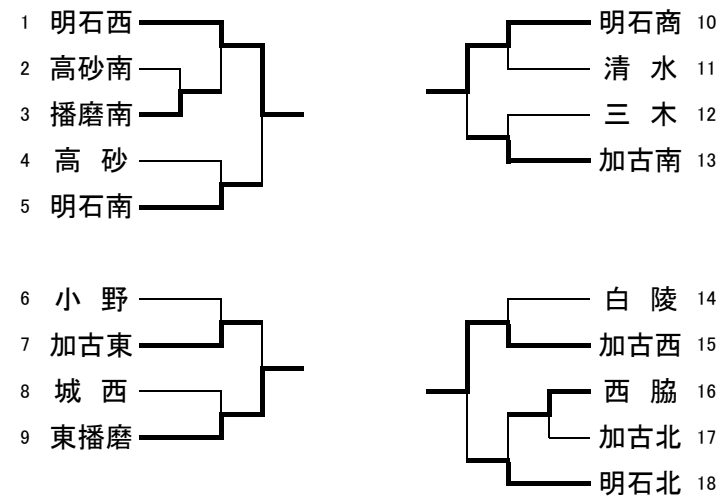 1 明石西
2 高砂南
3 播磨南
4 高 砂
5 明石南
6 小 野
7 加古東
8 城 西
9 東播磨
明石商 10
清 水 11
三 木 12
加古南 13
白 陵 14
加古西 15
西 脇 16
加古北 17
明石北 18